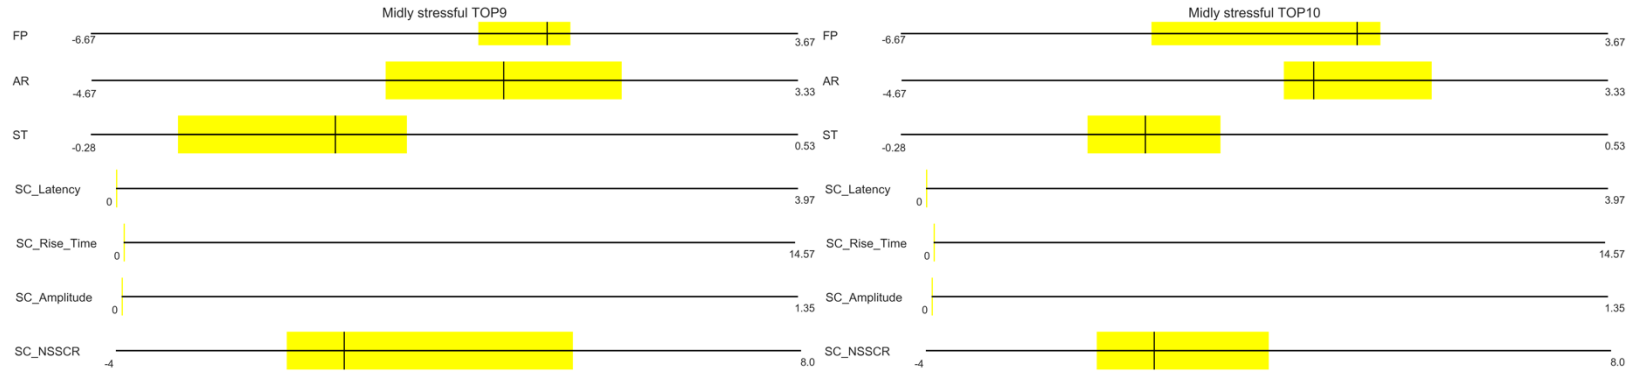 Midly stressful TOP9
FP
-6.67
3.67
AR
-4.67
3.33
ST
-0.28
0.53
SC_Latency
0
3.97
SC_Rise_Time
0
14.57
SC_Amplitude
0
1.35
SC_NSSCR
-4
8.0
Midly stressful TOP10
FP
-6.67
3.67
AR
-4.67
3.33
ST
-0.28
0.53
SC_Latency
0
3.97
SC_Rise_Time
0
14.57
SC_Amplitude
0
1.35
SC_NSSCR
-4
8.0